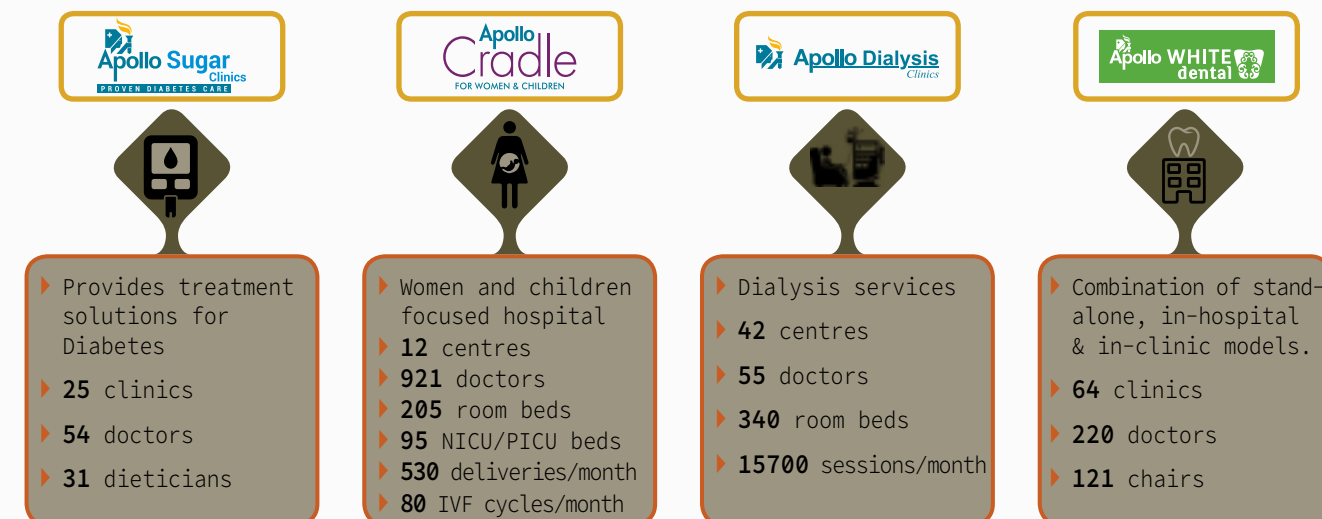 Apollo Sugar
Clinics
PROVEN DIABETES CARE
Provides treatment
solutions for
Diabetes
25 clinics
54 doctors
31 dieticians
Apollo
Cradle
FOR WOMEN & CHILDREN
Women and children
focused hospital
12 centres
921 doctors
205 room beds
95 NICU/PICU beds
530 deliveries/month
80 IVF cycles/month
Apollo Dialysis
Clinics
Dialysis services
42 centres
55 doctors
340 room beds
15700 sessions/month
Apollo WHITE
dental
Combination of stand-
alone, in-hospital
& in-clinic models.
64 clinics
220 doctors
121 chairs